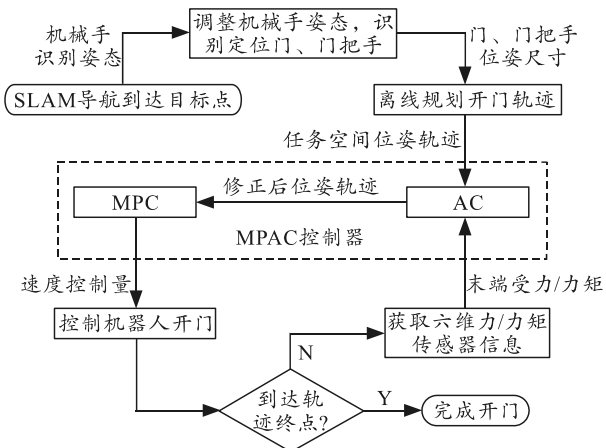 机械手
识别姿态
调整机械手姿态，识
别定位门、门把手
门、门把手
位姿尺寸
SLAM导航到达目标点
离线规划开门轨迹
任务空间位姿轨迹
MPC
修正后位姿轨迹
AC
MPAC控制器
速度控制量
末端受力/力矩
控制机器人开门
获取六维力/力矩
传感器信息
N
到达轨
迹终点?
Y
完成开门